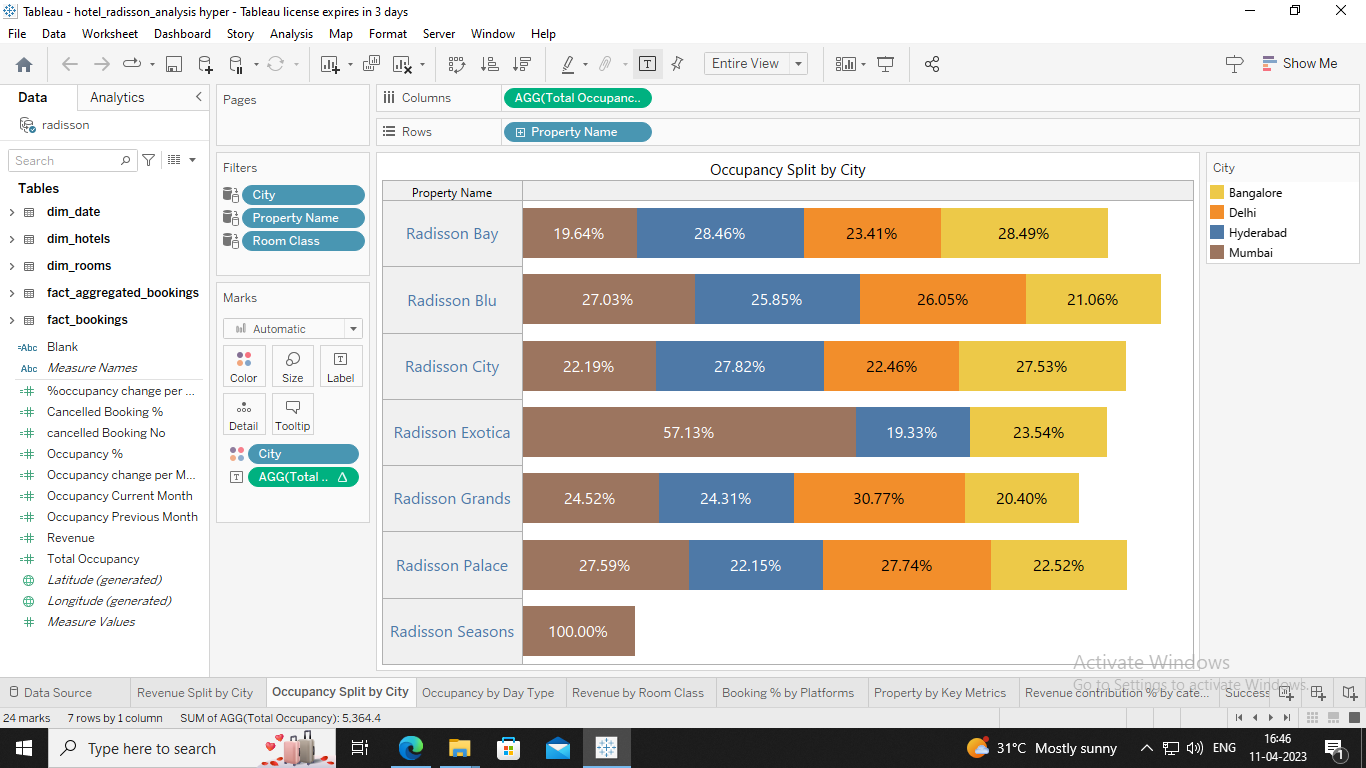 Tableau - hotel_radisson_analysis hyper - Tableau license expires in 3 days
File Data Worksheet Dashboard Story Analysis Map Format Server Window Help
Entire View
Show Me
Data Analytics
radisson
Search
Tables
dim_date
dim_hotels
dim_rooms
fact_aggregated_bookings
fact_bookings
Abc Blank
Abc Measure Names
%occupancy change per ...
Cancelled Booking %
cancelled Booking No
Occupancy %
Occupancy change per M...
Occupancy Current Month
Occupancy Previous Month
Revenue
Total Occupancy
Latitude (generated)
Longitude (generated)
Measure Values
Pages
Filters
City
Property Name
Room Class
Marks
Automatic
Color Size Label
Detail Tooltip
City
AGG(Total .. Δ
Columns AGG(Total Occupanc..
Rows Property Name
Occupancy Split by City
Property Name
Radisson Bay 19.64% 28.46% 23.41% 28.49%
Radisson Blu 27.03% 25.85% 26.05% 21.06%
Radisson City 22.19% 27.82% 22.46% 27.53%
Radisson Exotica 57.13% 19.33% 23.54%
Radisson Grands 24.52% 24.31% 30.77% 20.40%
Radisson Palace 27.59% 22.15% 27.74% 22.52%
Radisson Seasons 100.00%
City
Bangalore
Delhi
Hyderabad
Mumbai
Activate Windows
Go to Settings to activate Windows.
Data Source Revenue Split by City Occupancy Split by City Occupancy by Day Type Revenue by Room Class Booking % by Platforms Property by Key Metrics Revenue contribution % by cate... Success
24 marks 7 rows by 1 column SUM of AGG(Total Occupancy): 5,364.4
Type here to search
31°C Mostly sunny
ENG
16:46
11-04-2023
1